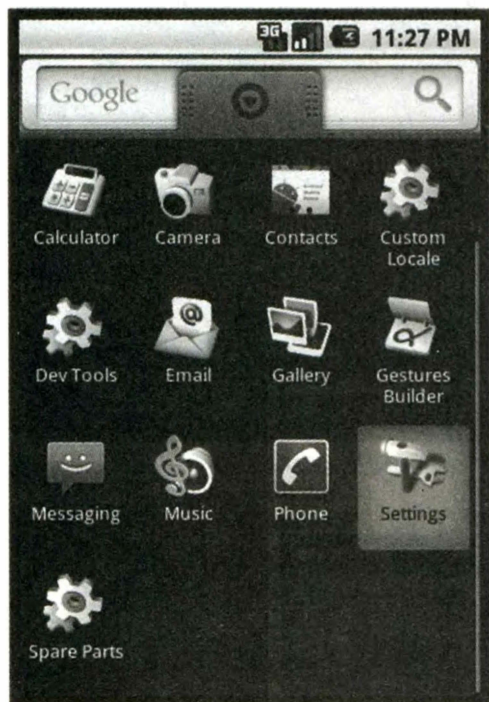 3G 11:27 PM
Google
Calculator Camera Contacts Custom
Locale
Dev Tools Email Gallery Gestures
Builder
Messaging Music Phone Settings
Spare Parts